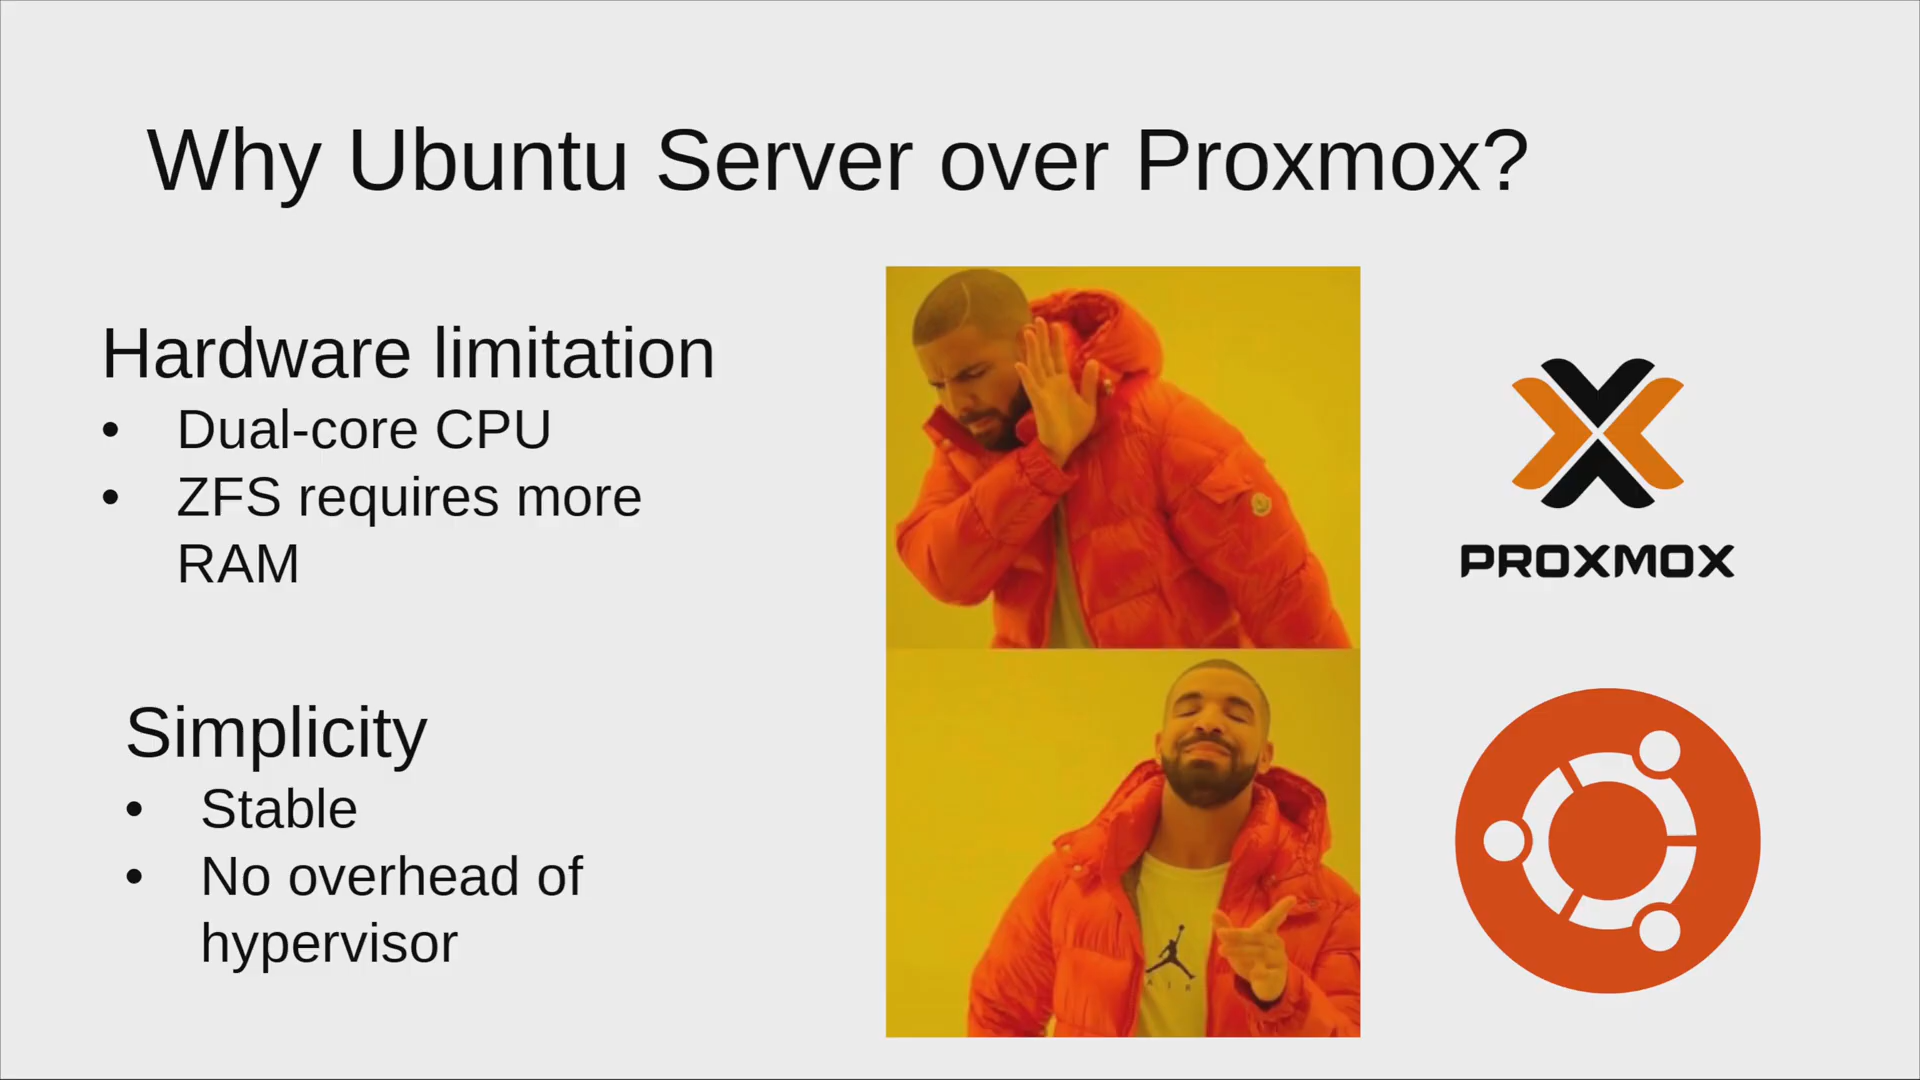 Why Ubuntu Server over Proxmox?
Hardware limitation
• Dual-core CPU
• ZFS requires more
RAM
Simplicity
• Stable
• No overhead of
hypervisor
PROXMOX
AIR